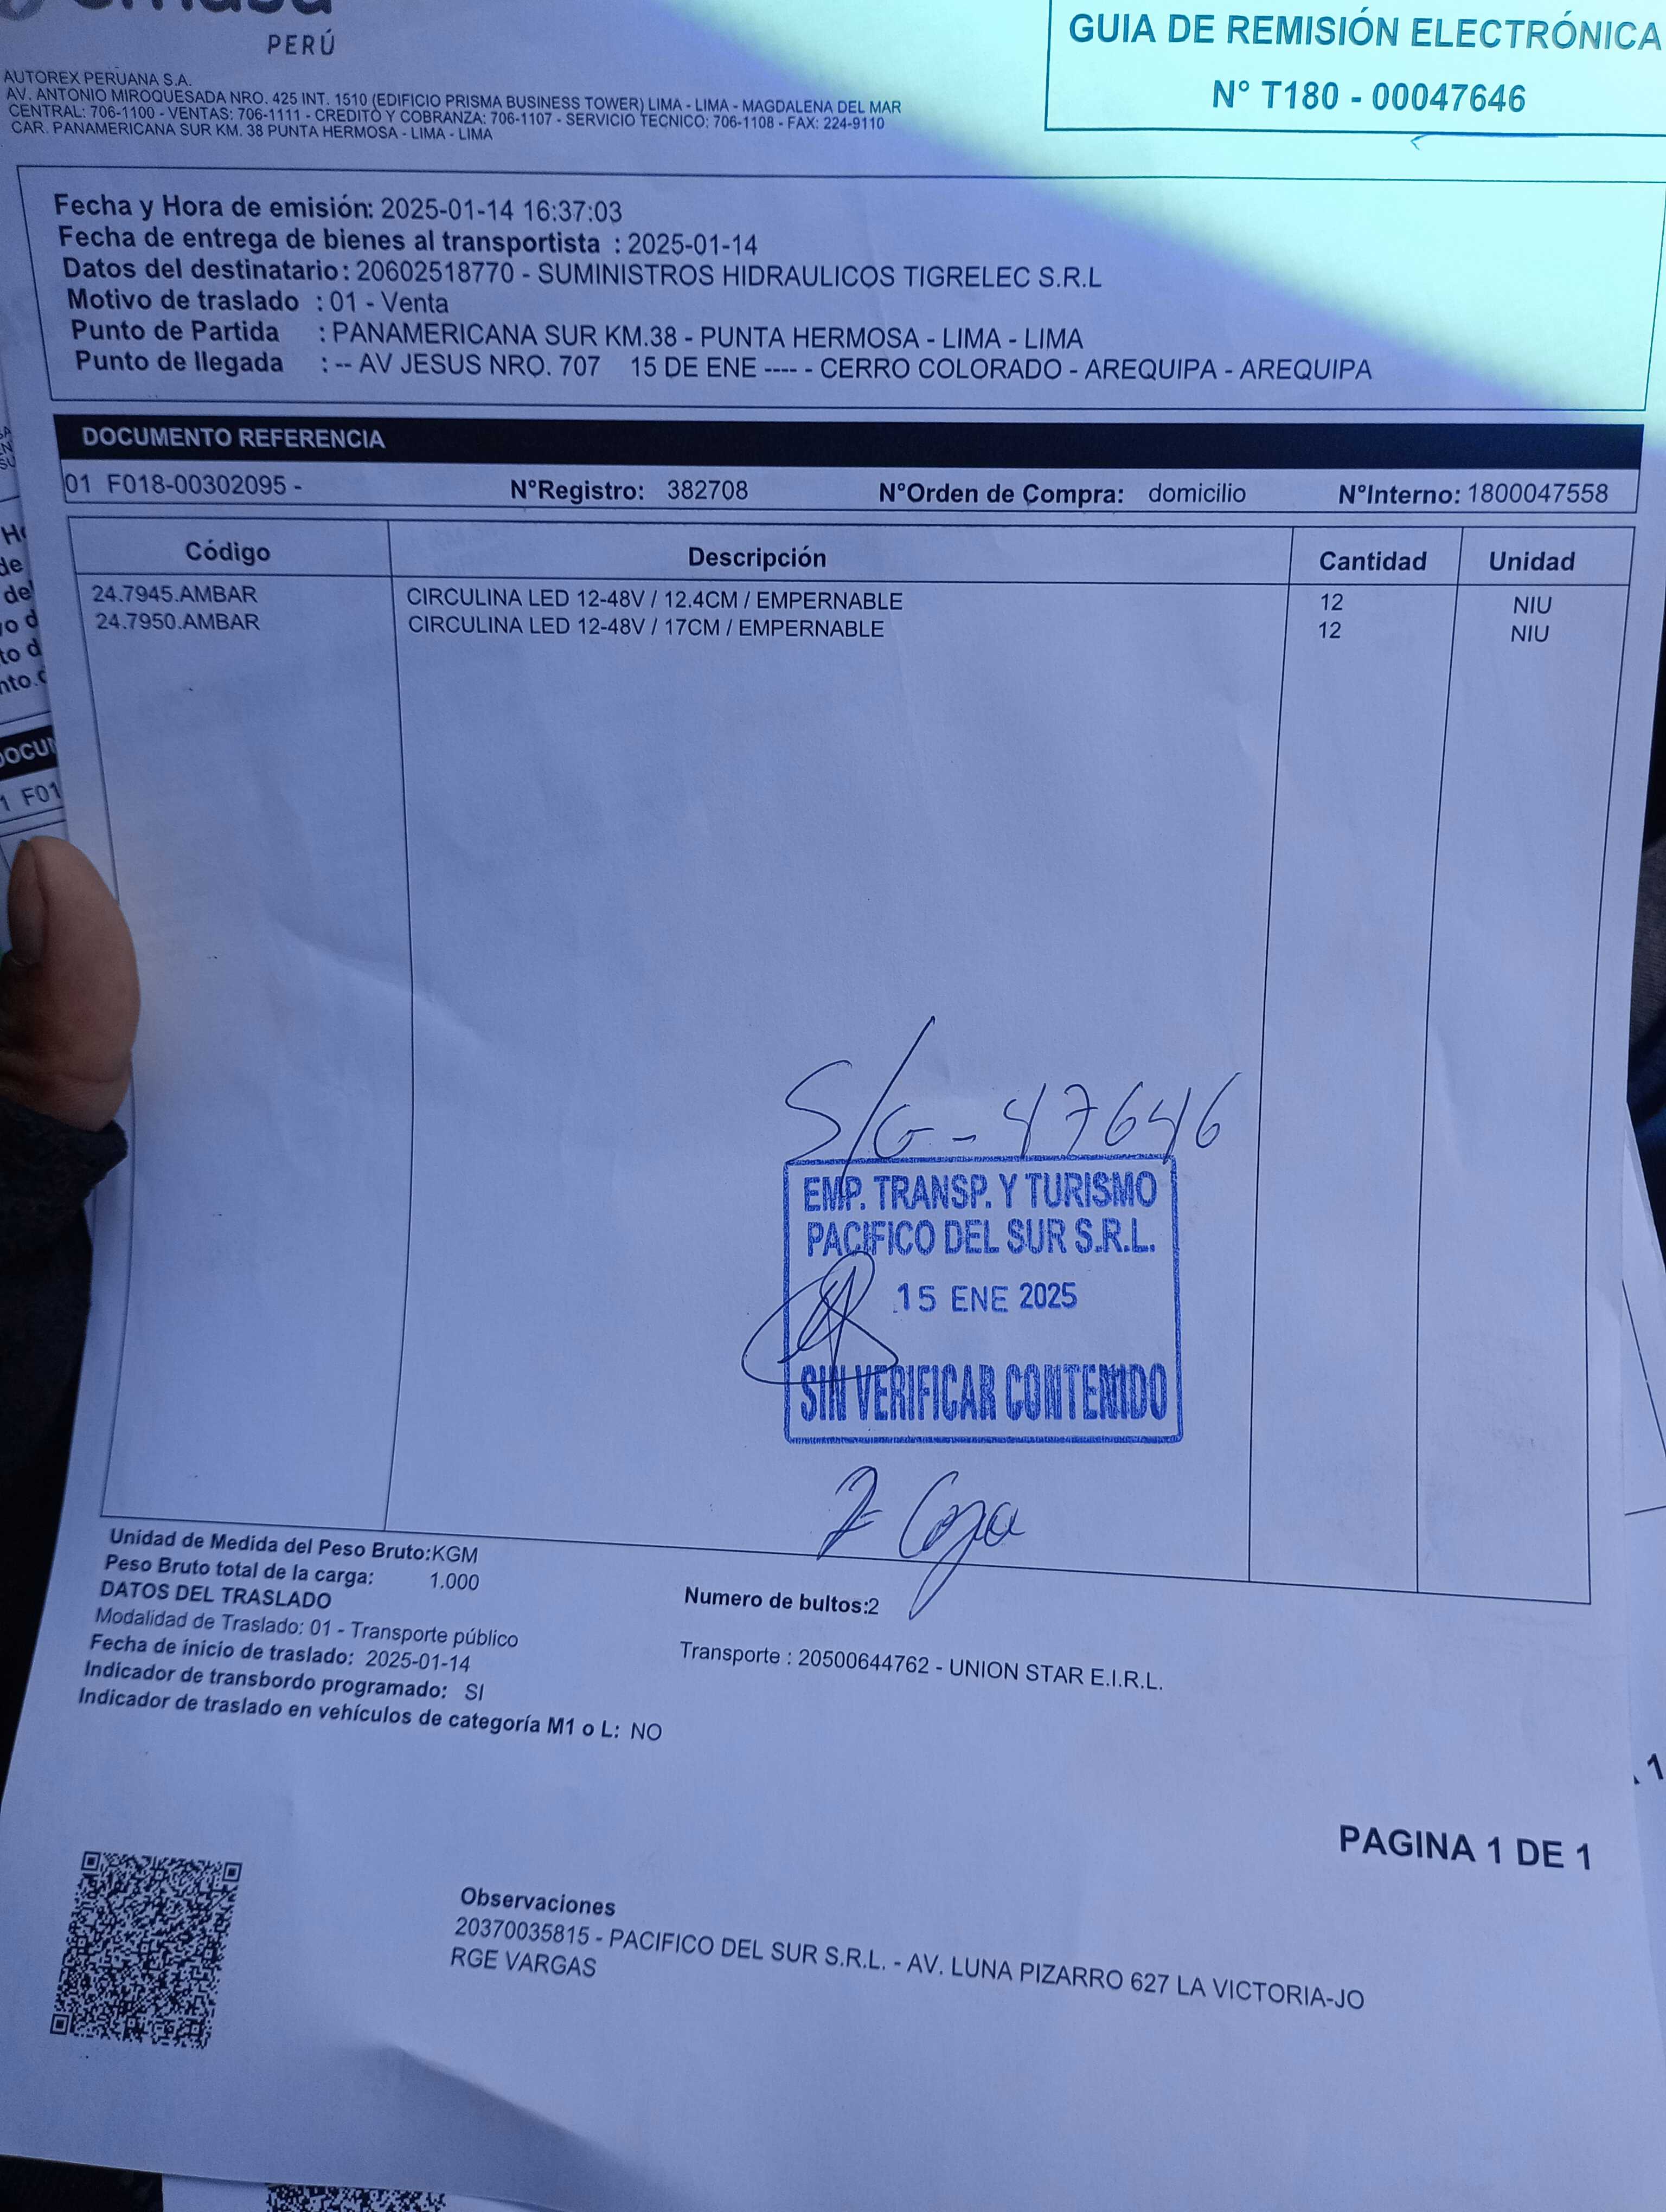 PERÚ
AUTOREX PERUANA S.A.
AV. ANTONIO MIROQUESADA NRO. 425 INT. 1510 (EDIFICIO PRISMA BUSINESS TOWER) LIMA - LIMA - MAGDALENA DEL MAR
CENTRAL: 706-1100 - VENTAS: 706-1111 - CREDITO Y COBRANZA: 706-1107 - SERVICIO TECNICO: 706-1108 - FAX: 224-9110
CAR. PANAMERICANA SUR KM. 38 PUNTA HERMOSA - LIMA - LIMA
GUIA DE REMISIÓN ELECTRÓNICA
N° T180 - 00047646
Fecha y Hora de emisión: 2025-01-14 16:37:03
Fecha de entrega de bienes al transportista : 2025-01-14
Datos del destinatario: 20602518770 - SUMINISTROS HIDRAULICOS TIGRELEC S.R.L
Motivo de traslado : 01 - Venta
Punto de Partida : PANAMERICANA SUR KM.38 - PUNTA HERMOSA - LIMA - LIMA
Punto de llegada : -- AV JESUS NRO. 707 15 DE ENE ---- - CERRO COLORADO - AREQUIPA - AREQUIPA
DOCUMENTO REFERENCIA
01 F018-00302095 - N°Registro: 382708 N°Orden de Compra: domicilio N°Interno: 1800047558
Código Descripción Cantidad Unidad
24.7945.AMBAR CIRCULINA LED 12-48V / 12.4CM / EMPERNABLE 12 NIU
24.7950.AMBAR CIRCULINA LED 12-48V / 17CM / EMPERNABLE 12 NIU
S/G - 47646
EMP. TRANSP. Y TURISMO
PACIFICO DEL SUR S.R.L.
15 ENE 2025
SIN VERIFICAR CONTENIDO
Unidad de Medida del Peso Bruto:KGM
Peso Bruto total de la carga: 1.000
Numero de bultos:2
DATOS DEL TRASLADO
Modalidad de Traslado: 01 - Transporte público
Transporte : 20500644762 - UNION STAR E.I.R.L.
Fecha de inicio de traslado: 2025-01-14
Indicador de transbordo programado: SI
Indicador de traslado en vehículos de categoría M1 o L: NO
PAGINA 1 DE 1
Observaciones
20370035815 - PACIFICO DEL SUR S.R.L. - AV. LUNA PIZARRO 627 LA VICTORIA-JO
RGE VARGAS